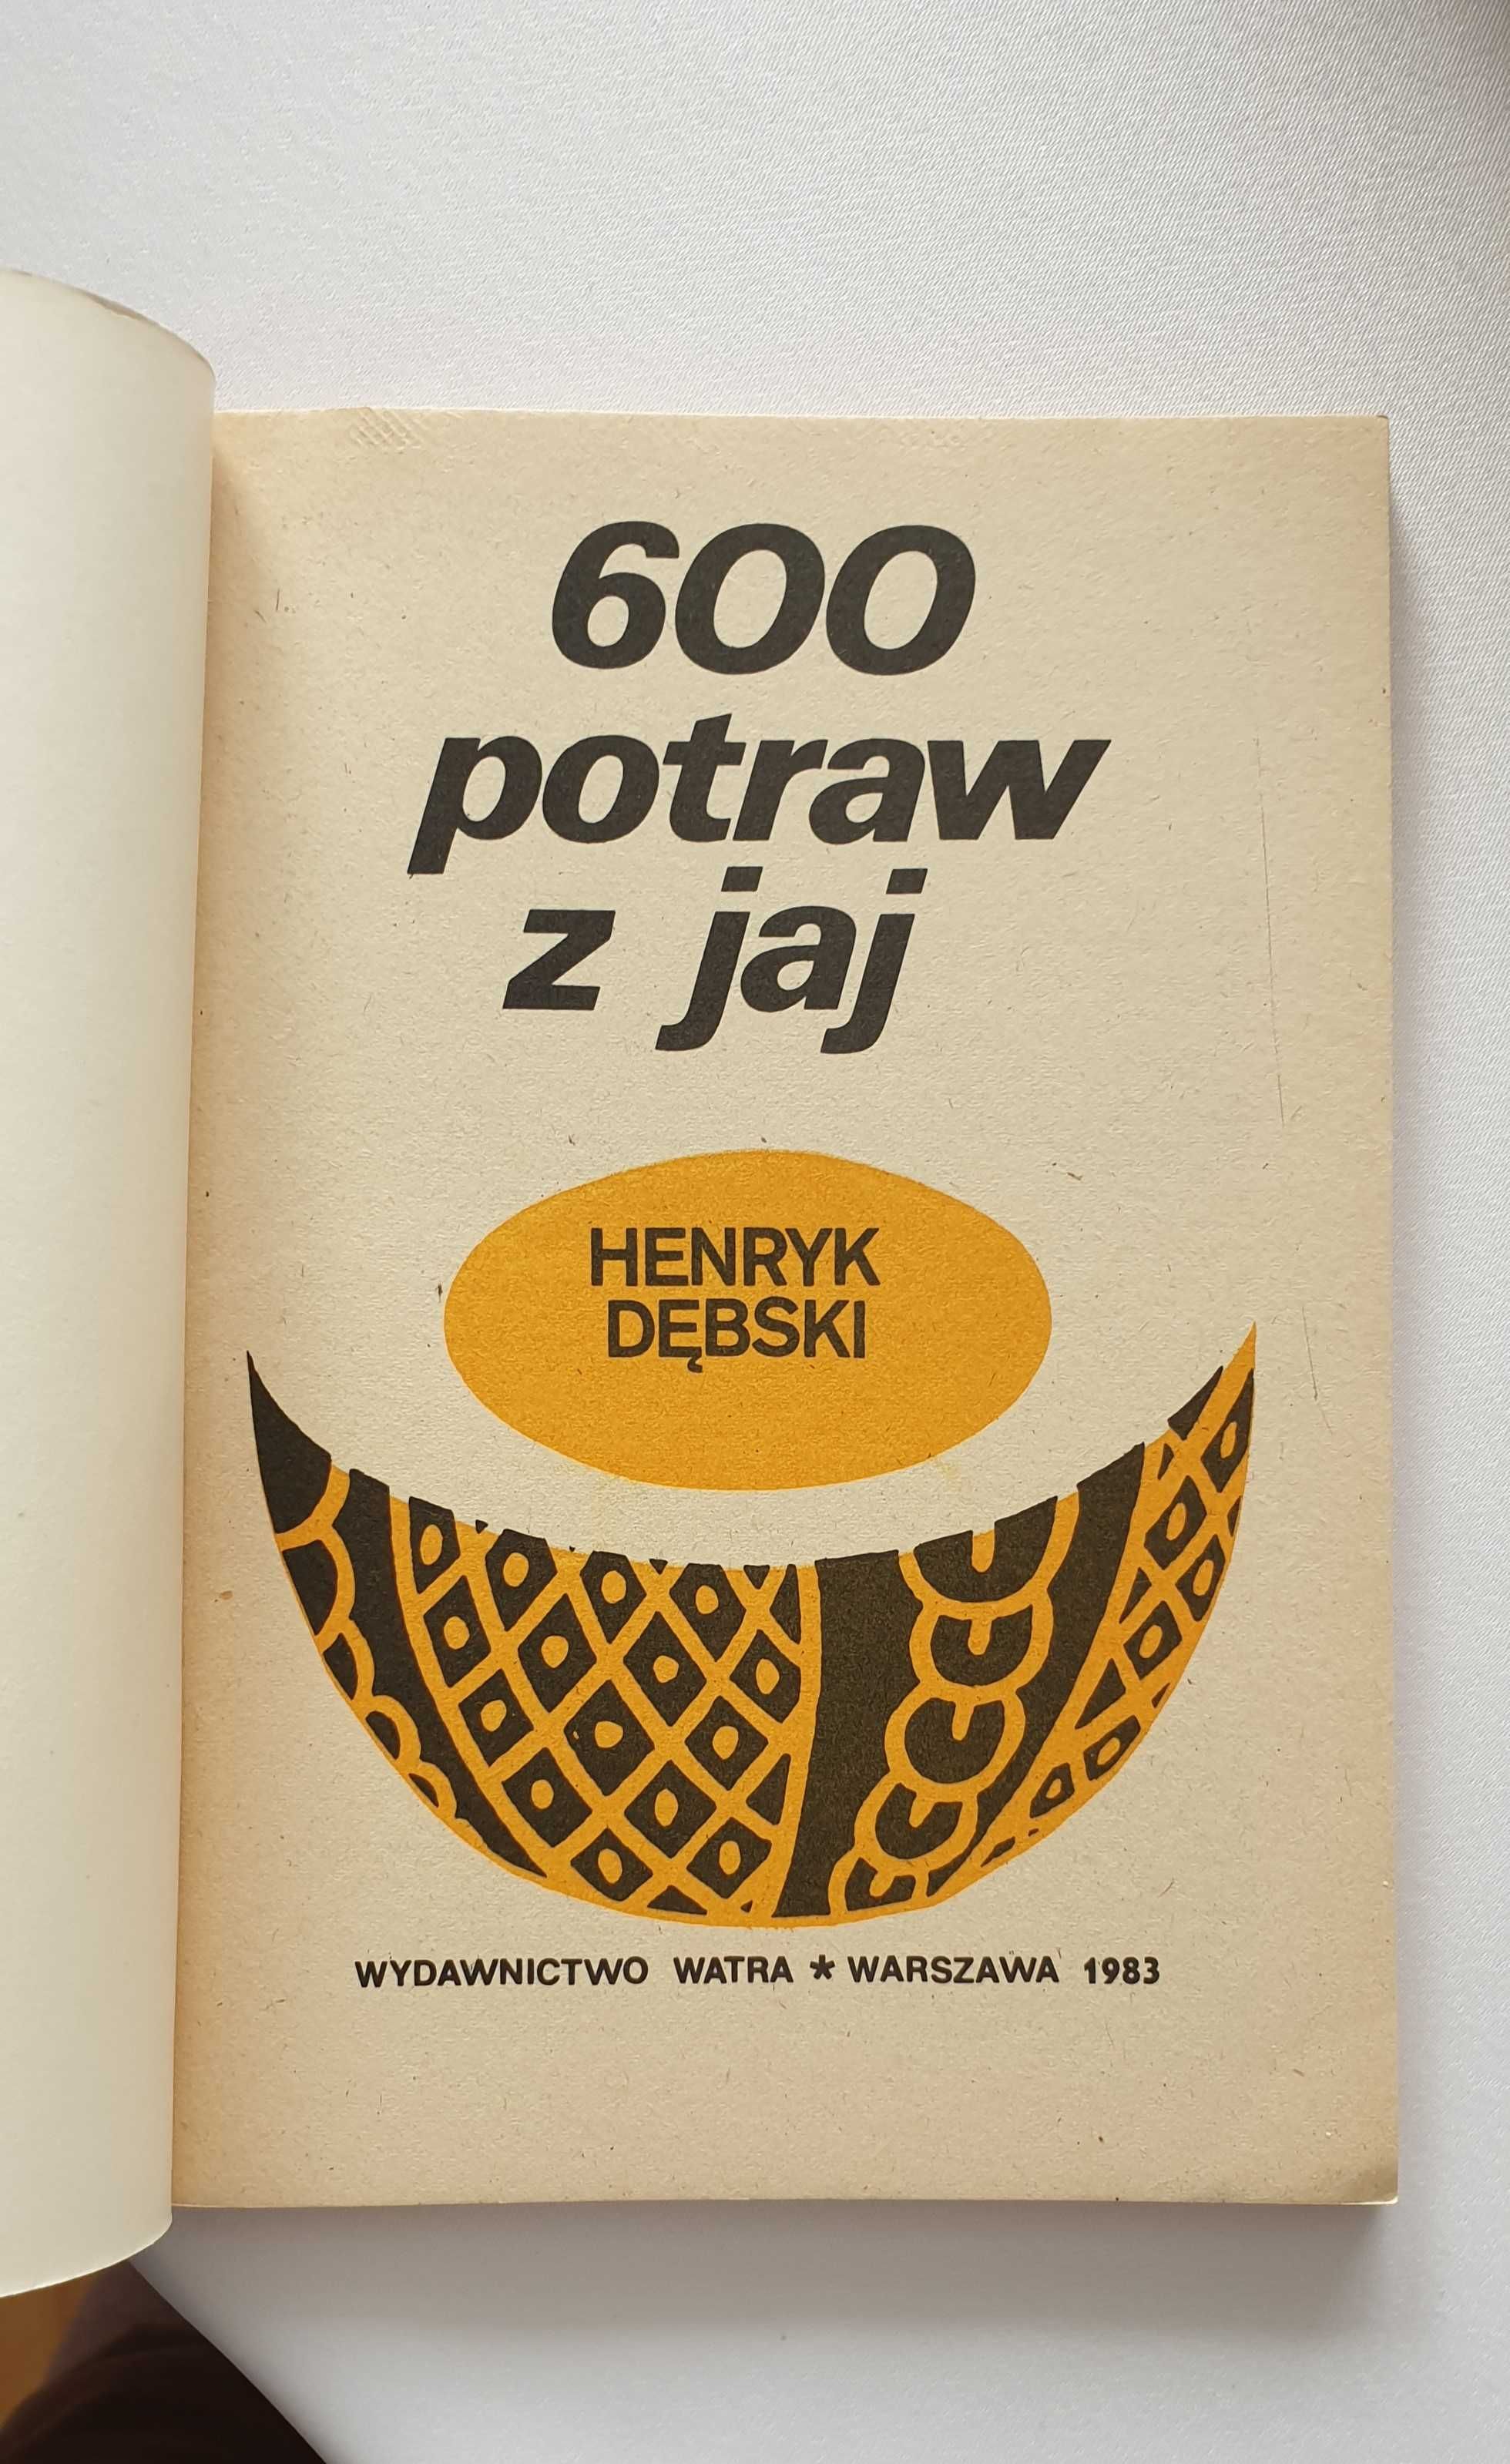 600
potraw
z jaj
HENRYK
DĘBSKI
WYDAWNICTWO WATRA * WARSZAWA 1983